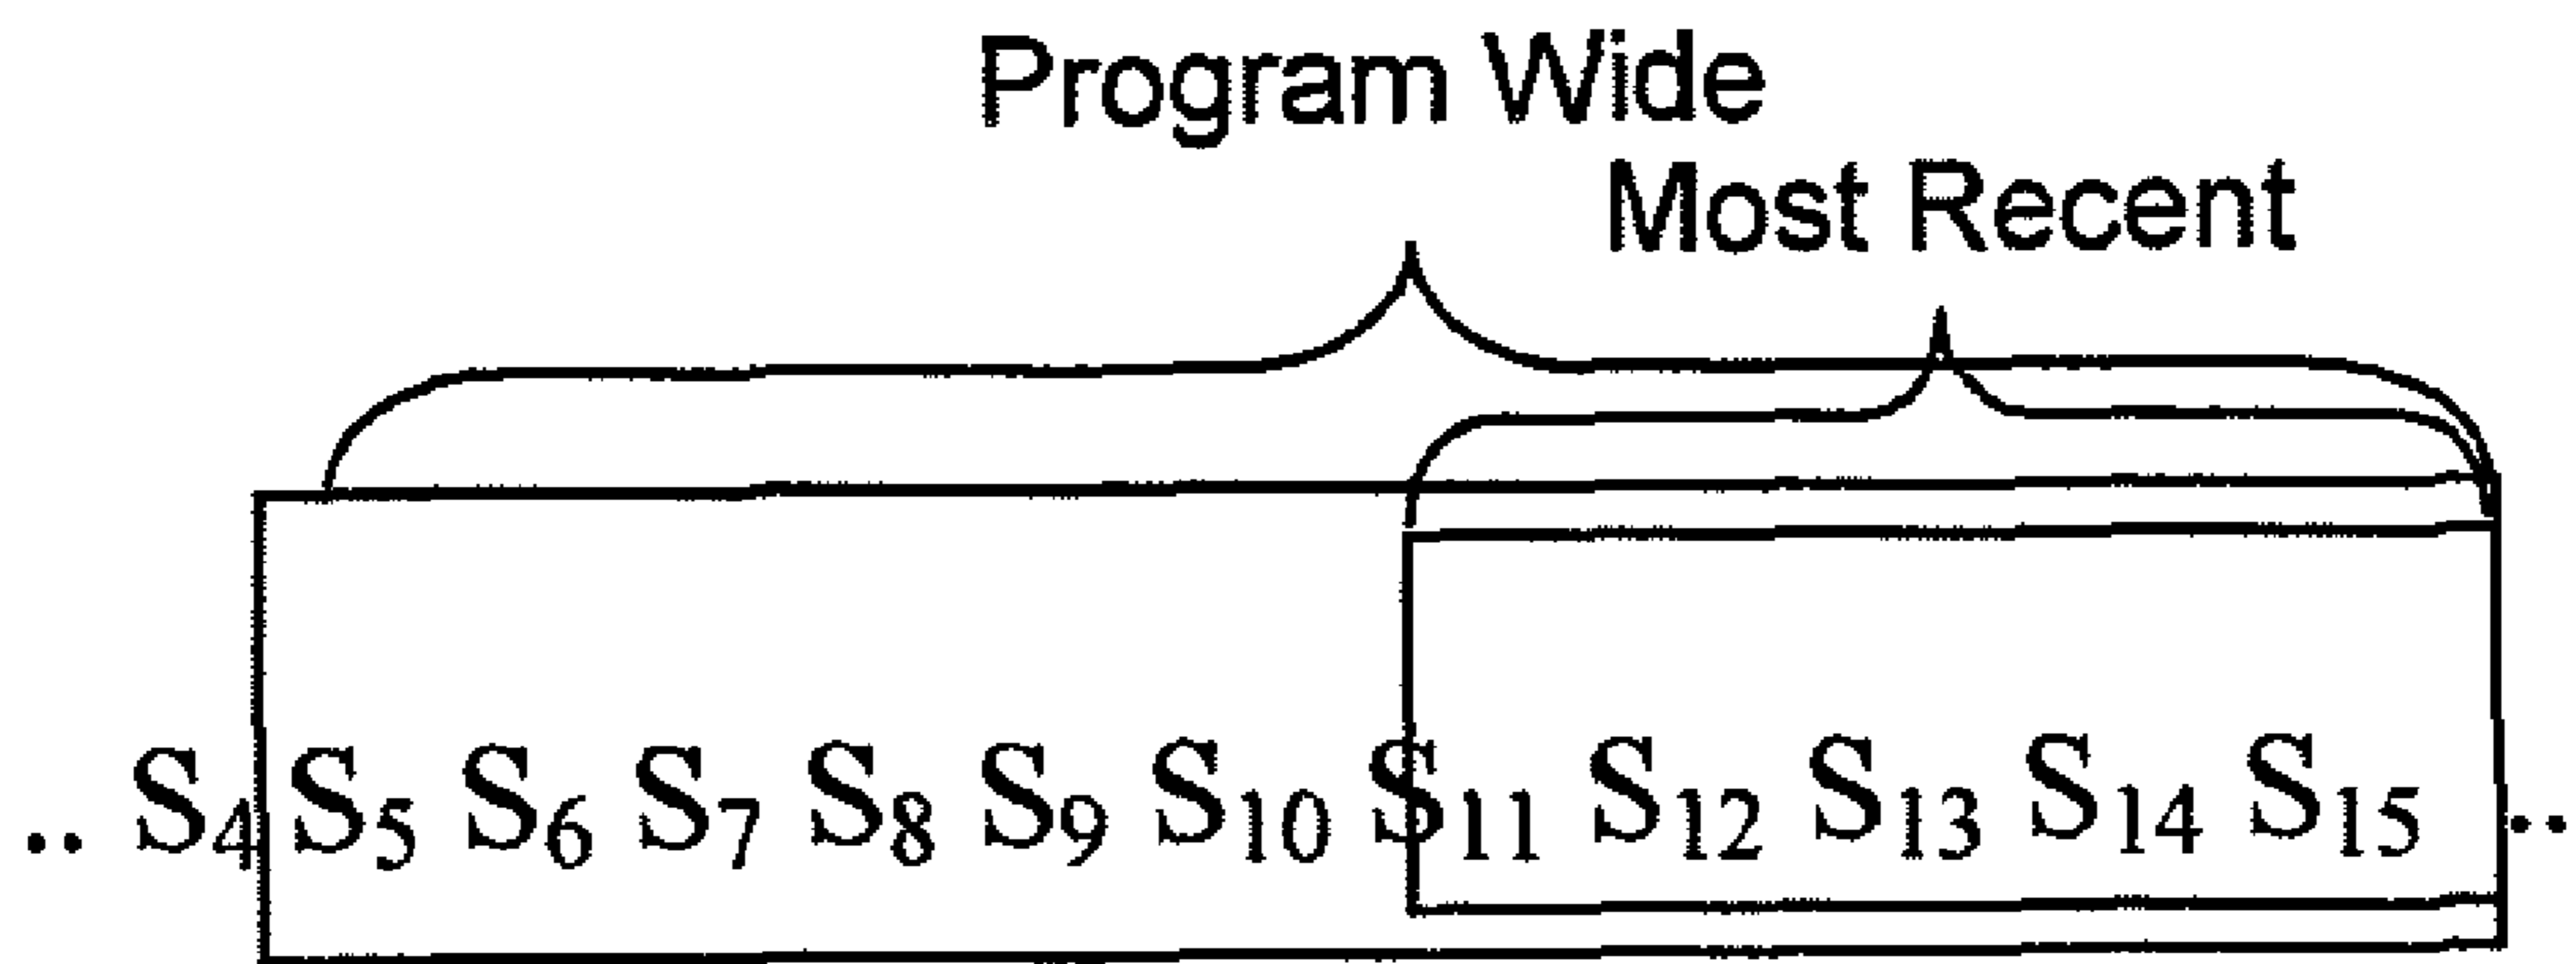 Program Wide
Most Recent
.. S₄ S₅ S₆ S₇ S₈ S₉ S₁₀ S₁₁ S₁₂ S₁₃ S₁₄ S₁₅ ..